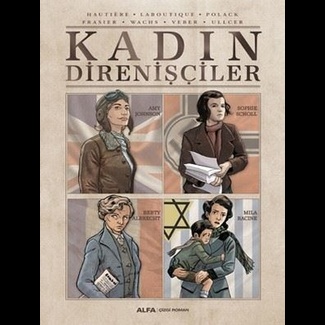 HAUTIÈRE • LABOUTIQUE • POLACK
FRASIER • WACHS • VEBER • ULLCER
KADIN
DİRENİŞÇİLER
AMY
JOHNSON
SOPHIE
SCHOLL
BERTY
ALBRECHT
MILA
RACINE
ALFA ÇİZGİ ROMAN